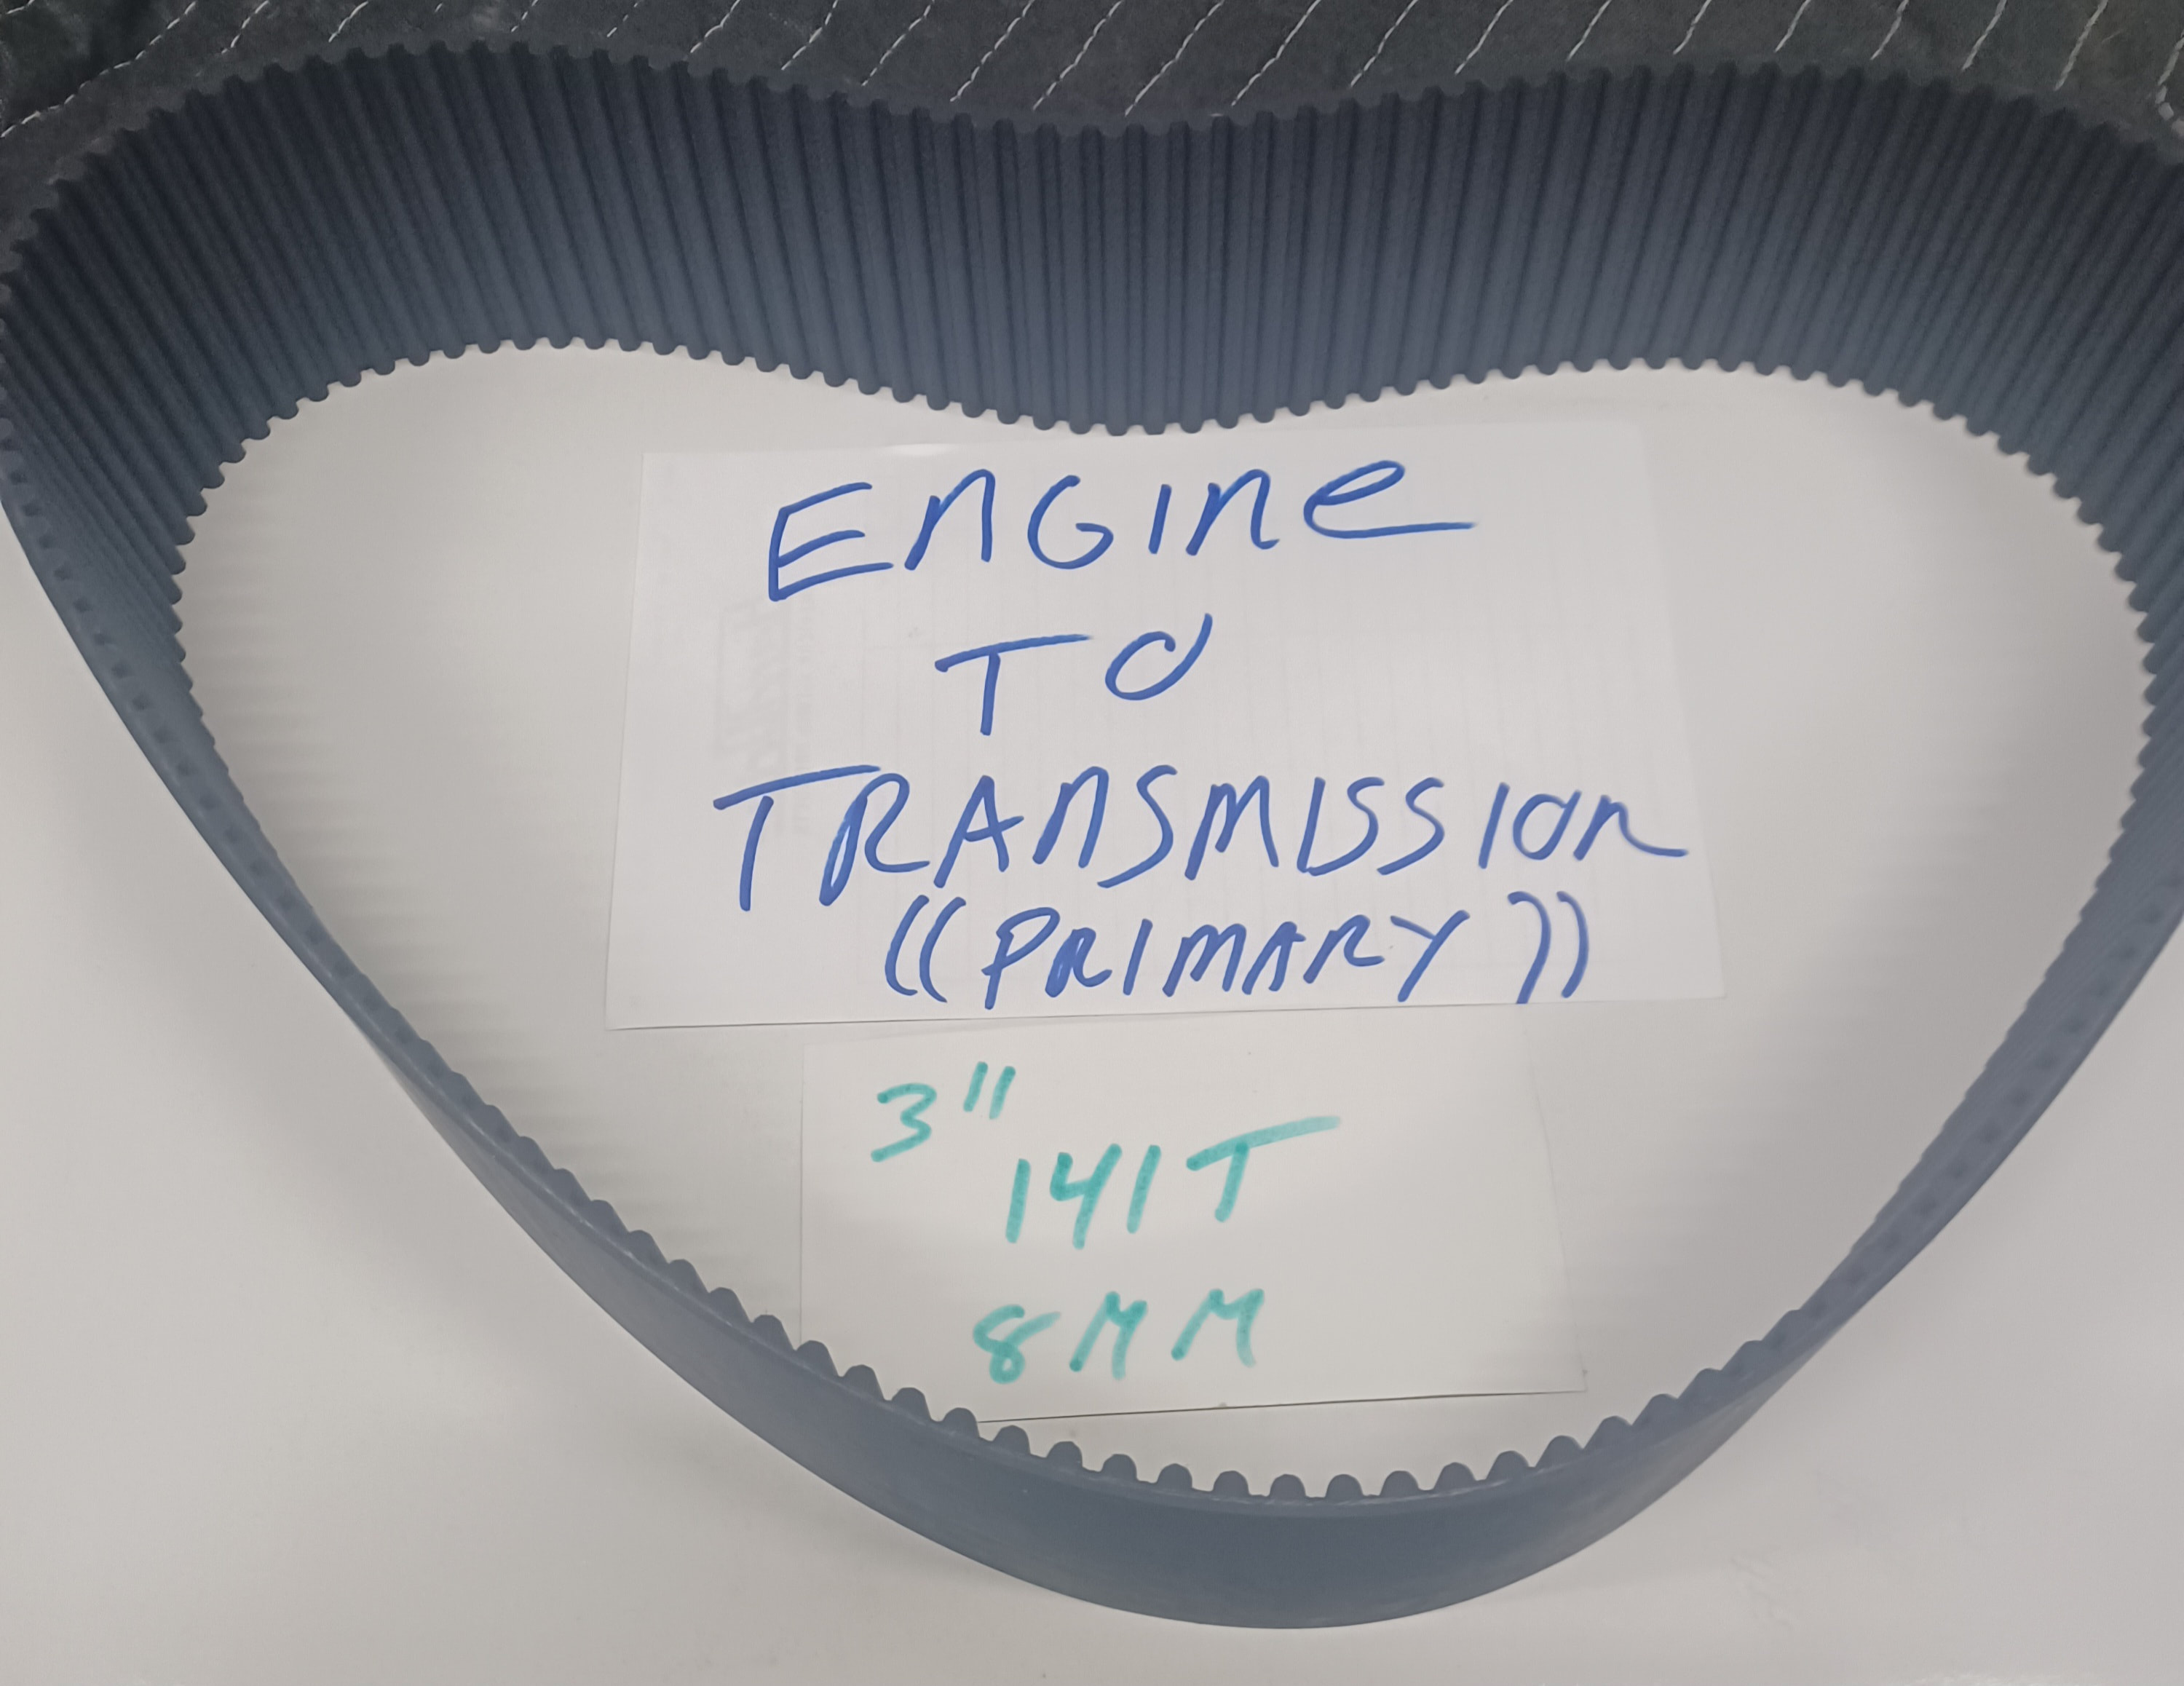 ENGINE
TO
TRANSMISSION
((PRIMARY))
3"
141T
8MM